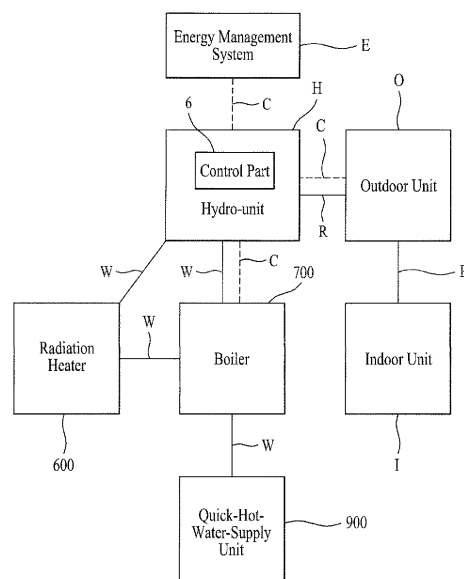 Energy Management
System
E
C
H
O
6
C
Control Part
Hydro-unit
Outdoor Unit
R
W
W
C
700
Radiation
Heater
W
Boiler
Indoor Unit
600
W
I
Quick-Hot-
Water-Supply
Unit
900